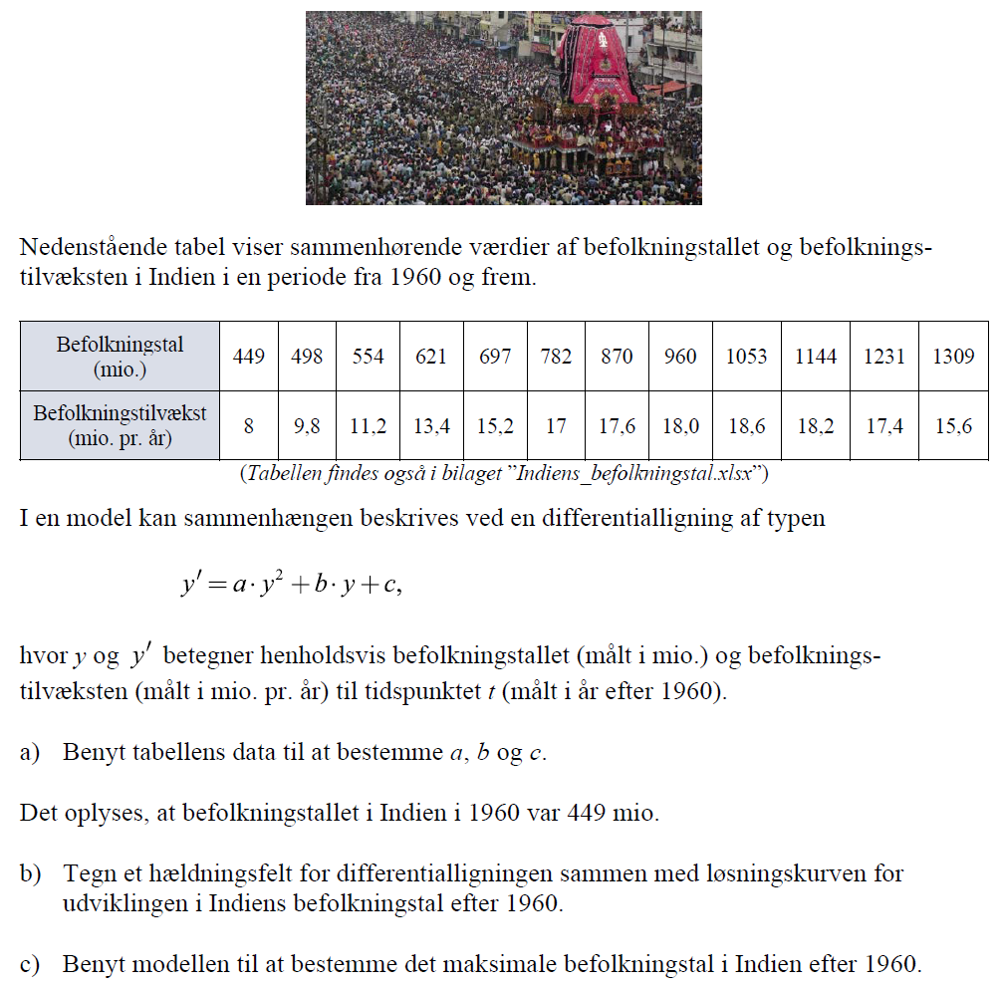 Nedenstående tabel viser sammenhørende værdier af befolkningstallet og befolknings-
tilvæksten i Indien i en periode fra 1960 og frem.
Befolkningstal (mio.) 449 498 554 621 697 782 870 960 1053 1144 1231 1309
Befolkningstilvækst (mio. pr. år) 8 9,8 11,2 13,4 15,2 17 17,6 18,0 18,6 18,2 17,4 15,6
(Tabellen findes også i bilaget ”Indiens_befolkningstal.xlsx”)
I en model kan sammenhængen beskrives ved en differentialligning af typen
y′ = a · y² + b · y + c,
hvor y og y′ betegner henholdsvis befolkningstallet (målt i mio.) og befolknings-
tilvæksten (målt i mio. pr. år) til tidspunktet t (målt i år efter 1960).
a) Benyt tabellens data til at bestemme a, b og c.
Det oplyses, at befolkningstallet i Indien i 1960 var 449 mio.
b) Tegn et hældningsfelt for differentialligningen sammen med løsningskurven for
udviklingen i Indiens befolkningstal efter 1960.
c) Benyt modellen til at bestemme det maksimale befolkningstal i Indien efter 1960.